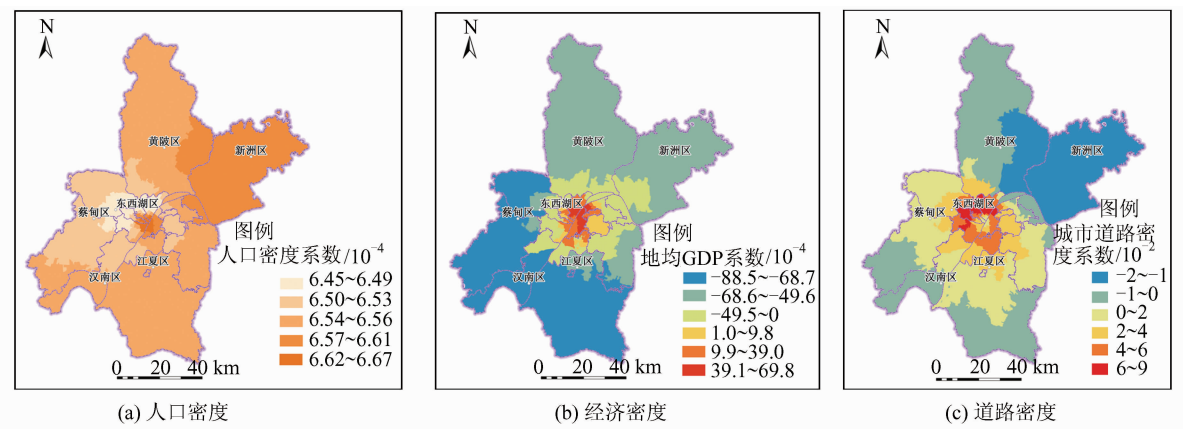 N
黄陂区
新洲区
东西湖区
蔡甸区
江夏区
汉南区
图例
人口密度系数/10⁻⁴
6.45~6.49
6.50~6.53
6.54~6.56
6.57~6.61
6.62~6.67
0 20 40 km
(a) 人口密度
N
黄陂区
新洲区
东西湖区
蔡甸区
江夏区
汉南区
图例
地均GDP系数/10⁻⁴
−88.5~−68.7
−68.6~−49.6
−49.5~0
1.0~9.8
9.9~39.0
39.1~69.8
0 20 40 km
(b) 经济密度
N
黄陂区
新洲区
东西湖区
蔡甸区
江夏区
汉南区
图例
城市道路密
度系数/10⁻²
−2~−1
−1~0
0~2
2~4
4~6
6~9
0 20 40 km
(c) 道路密度